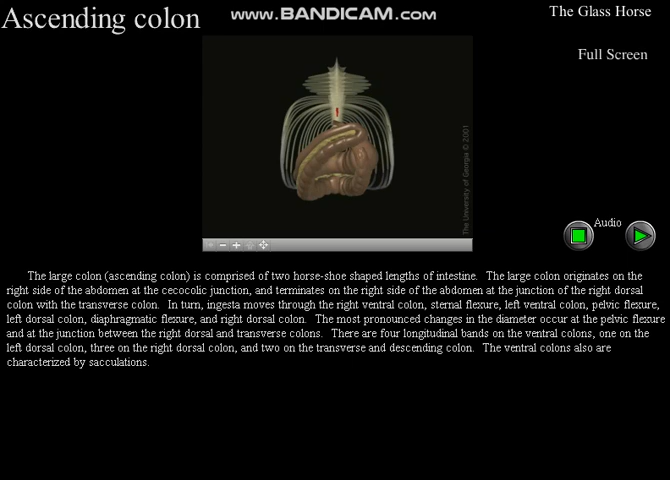 Ascending colon
www.BANDICAM.com
The Glass Horse
Full Screen
The University of Georgia © 2001
Audio
The large colon (ascending colon) is comprised of two horse-shoe shaped lengths of intestine. The large colon originates on the
right side of the abdomen at the cecocolic junction, and terminates on the right side of the abdomen at the junction of the right dorsal
colon with the transverse colon. In turn, ingesta moves through the right ventral colon, sternal flexure, left ventral colon, pelvic flexure,
left dorsal colon, diaphragmatic flexure, and right dorsal colon. The most pronounced changes in the diameter occur at the pelvic flexure
and at the junction between the right dorsal and transverse colons. There are four longitudinal bands on the ventral colons, one on the
left dorsal colon, three on the right dorsal colon, and two on the transverse and descending colon. The ventral colons also are
characterized by sacculations.